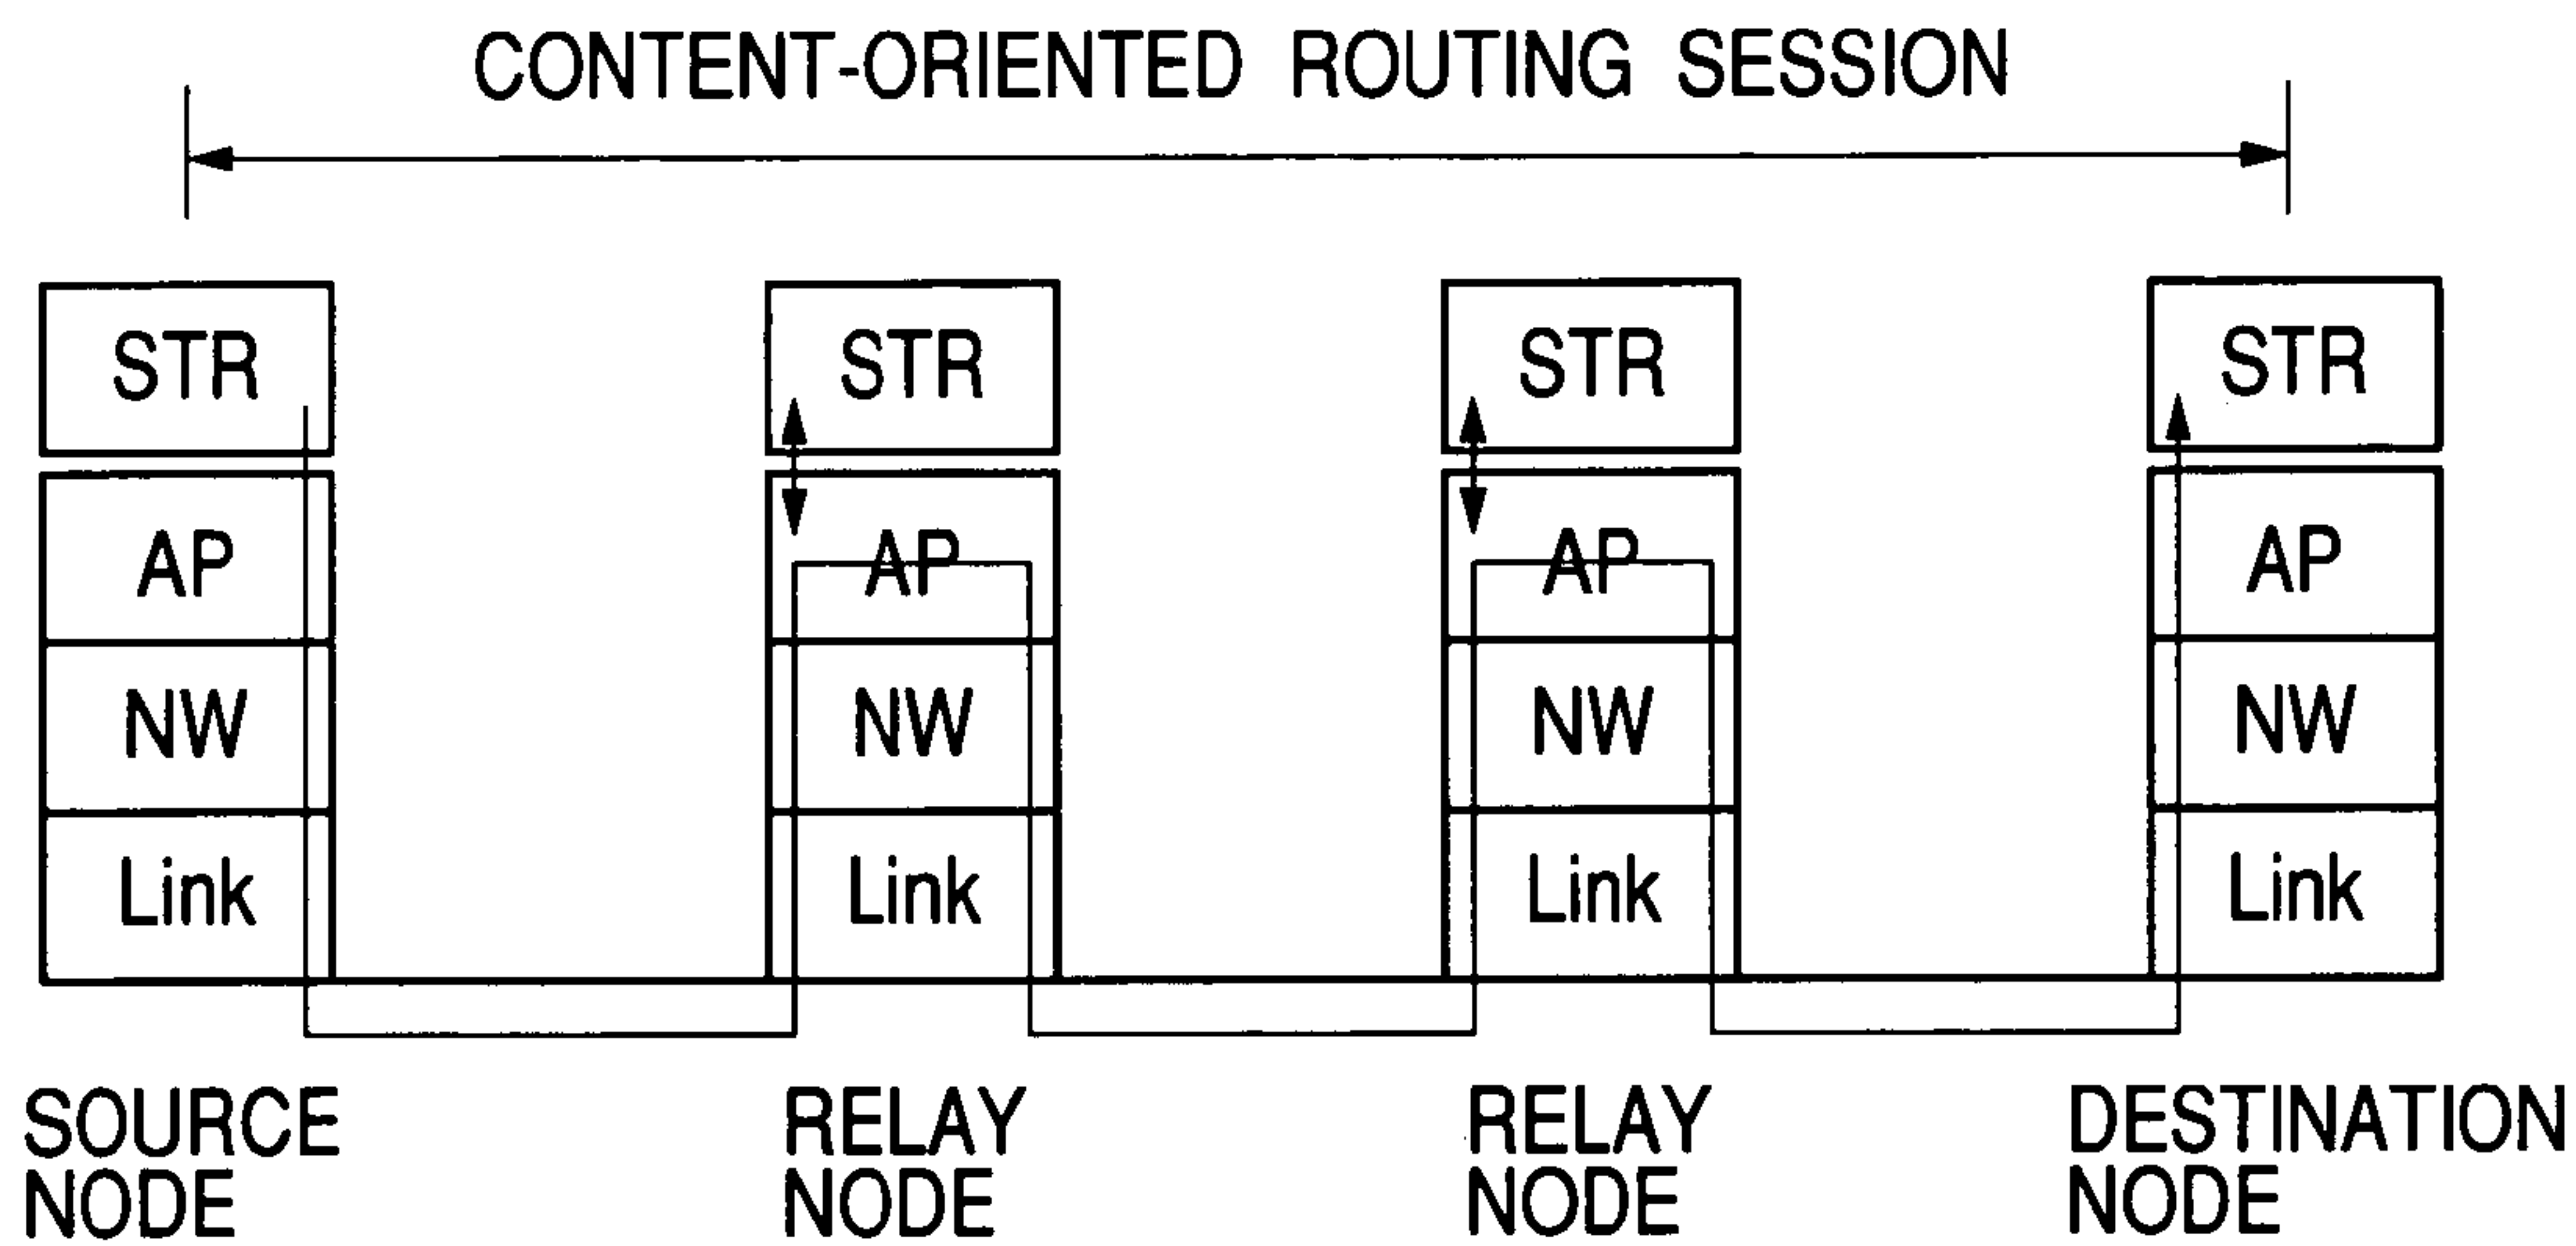 CONTENT-ORIENTED ROUTING SESSION
STR STR STR STR
AP AP AP AP
NW NW NW NW
Link Link Link Link
SOURCE NODE
RELAY NODE
RELAY NODE
DESTINATION NODE